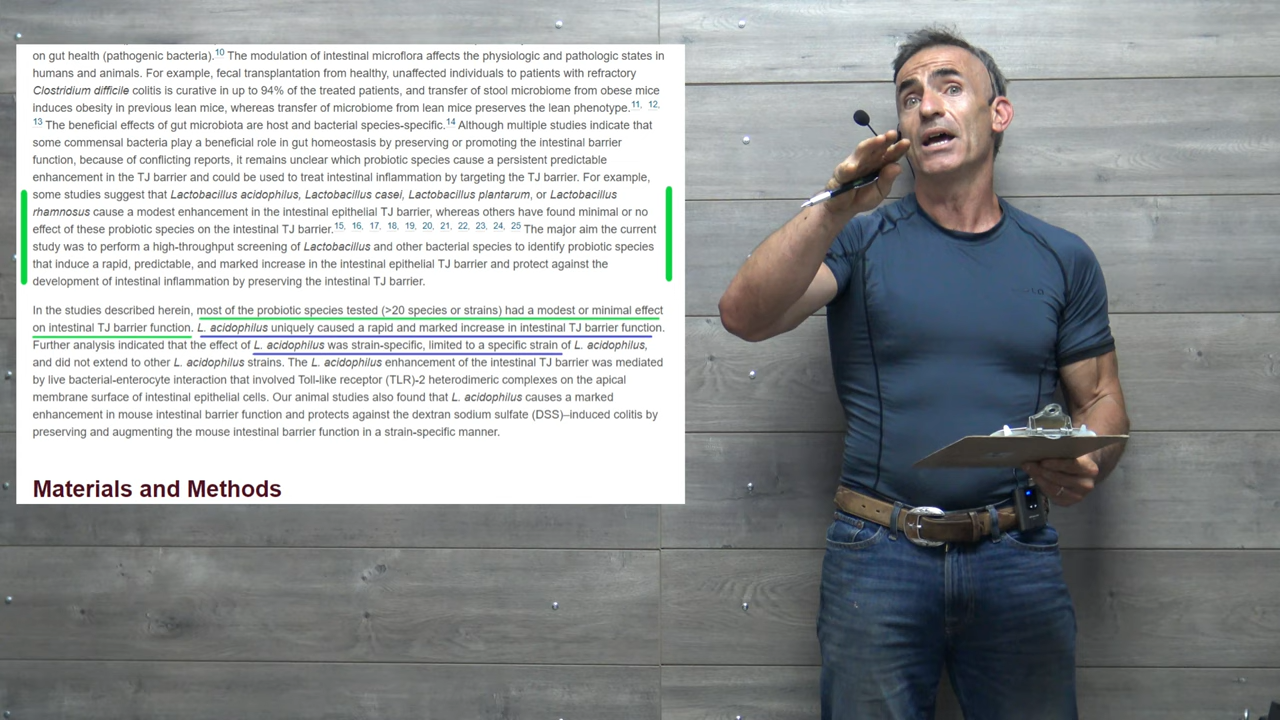 on gut health (pathogenic bacteria).10 The modulation of intestinal microflora affects the physiologic and pathologic states in
humans and animals. For example, fecal transplantation from healthy, unaffected individuals to patients with refractory
Clostridium difficile colitis is curative in up to 94% of the treated patients, and transfer of stool microbiome from obese mice
induces obesity in previous lean mice, whereas transfer of microbiome from lean mice preserves the lean phenotype.11, 12,
13 The beneficial effects of gut microbiota are host and bacterial species-specific.14 Although multiple studies indicate that
some commensal bacteria play a beneficial role in gut homeostasis by preserving or promoting the intestinal barrier
function, because of conflicting reports, it remains unclear which probiotic species cause a persistent predictable
enhancement in the TJ barrier and could be used to treat intestinal inflammation by targeting the TJ barrier. For example,
some studies suggest that Lactobacillus acidophilus, Lactobacillus casei, Lactobacillus plantarum, or Lactobacillus
rhamnosus cause a modest enhancement in the intestinal epithelial TJ barrier, whereas others have found minimal or no
effect of these probiotic species on the intestinal TJ barrier.15, 16, 17, 18, 19, 20, 21, 22, 23, 24, 25 The major aim the current
study was to perform a high-throughput screening of Lactobacillus and other bacterial species to identify probiotic species
that induce a rapid, predictable, and marked increase in the intestinal epithelial TJ barrier and protect against the
development of intestinal inflammation by preserving the intestinal TJ barrier.
In the studies described herein, most of the probiotic species tested (>20 species or strains) had a modest or minimal effect
on intestinal TJ barrier function. L. acidophilus uniquely caused a rapid and marked increase in intestinal TJ barrier function.
Further analysis indicated that the effect of L. acidophilus was strain-specific, limited to a specific strain of L. acidophilus,
and did not extend to other L. acidophilus strains. The L. acidophilus enhancement of the intestinal TJ barrier was mediated
by live bacterial-enterocyte interaction that involved Toll-like receptor (TLR)-2 heterodimeric complexes on the apical
membrane surface of intestinal epithelial cells. Our animal studies also found that L. acidophilus causes a marked
enhancement in mouse intestinal barrier function and protects against the dextran sodium sulfate (DSS)–induced colitis by
preserving and augmenting the mouse intestinal barrier function in a strain-specific manner.
Materials and Methods